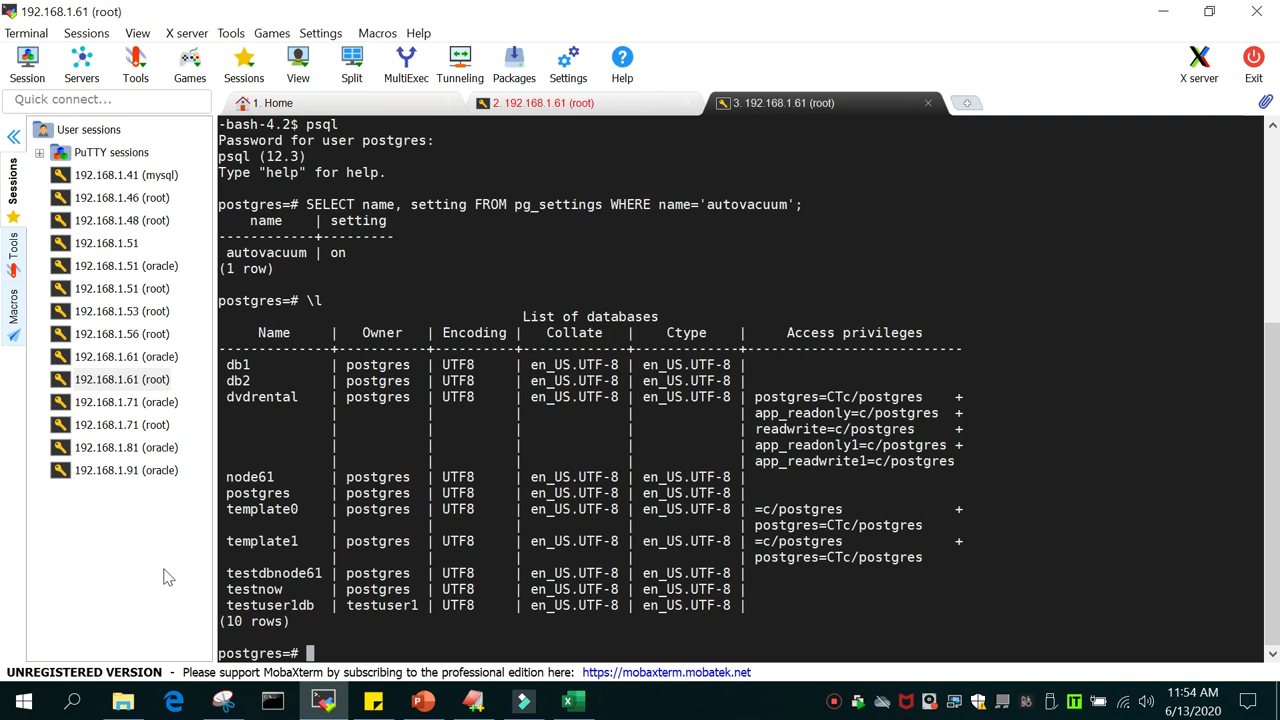 192.168.1.61 (root)
Terminal Sessions View X server Tools Games Settings Macros Help
Session Servers Tools Games Sessions View Split MultiExec Tunneling Packages Settings Help X server Exit
Quick connect...
1. Home
2. 192.168.1.61 (root)
3. 192.168.1.61 (root)
Sessions
Tools
Macros
User sessions
PuTTY sessions
192.168.1.41 (mysql)
192.168.1.46 (root)
192.168.1.48 (root)
192.168.1.51
192.168.1.51 (oracle)
192.168.1.51 (root)
192.168.1.53 (root)
192.168.1.56 (root)
192.168.1.61 (oracle)
192.168.1.61 (root)
192.168.1.71 (oracle)
192.168.1.71 (root)
192.168.1.81 (oracle)
192.168.1.91 (oracle)
-bash-4.2$ psql
Password for user postgres:
psql (12.3)
Type "help" for help.
postgres=# SELECT name, setting FROM pg_settings WHERE name='autovacuum';
name | setting
------------+---------
autovacuum | on
(1 row)
postgres=# \l
List of databases
Name | Owner | Encoding | Collate | Ctype | Access privileges
-------------+-----------+----------+-------------+-------------+---------------------------
db1 | postgres | UTF8 | en_US.UTF-8 | en_US.UTF-8 |
db2 | postgres | UTF8 | en_US.UTF-8 | en_US.UTF-8 |
dvdrental | postgres | UTF8 | en_US.UTF-8 | en_US.UTF-8 | postgres=CTc/postgres +
| | | | | app_readonly=c/postgres +
| | | | | readwrite=c/postgres +
| | | | | app_readonly1=c/postgres +
| | | | | app_readwrite1=c/postgres
node61 | postgres | UTF8 | en_US.UTF-8 | en_US.UTF-8 |
postgres | postgres | UTF8 | en_US.UTF-8 | en_US.UTF-8 |
template0 | postgres | UTF8 | en_US.UTF-8 | en_US.UTF-8 | =c/postgres +
| | | | | postgres=CTc/postgres
template1 | postgres | UTF8 | en_US.UTF-8 | en_US.UTF-8 | =c/postgres +
| | | | | postgres=CTc/postgres
testdbnode61 | postgres | UTF8 | en_US.UTF-8 | en_US.UTF-8 |
testnow | postgres | UTF8 | en_US.UTF-8 | en_US.UTF-8 |
testuser1db | testuser1 | UTF8 | en_US.UTF-8 | en_US.UTF-8 |
(10 rows)
postgres=#
UNREGISTERED VERSION - Please support MobaXterm by subscribing to the professional edition here: https://mobaxterm.mobatek.net
11:54 AM
6/13/2020